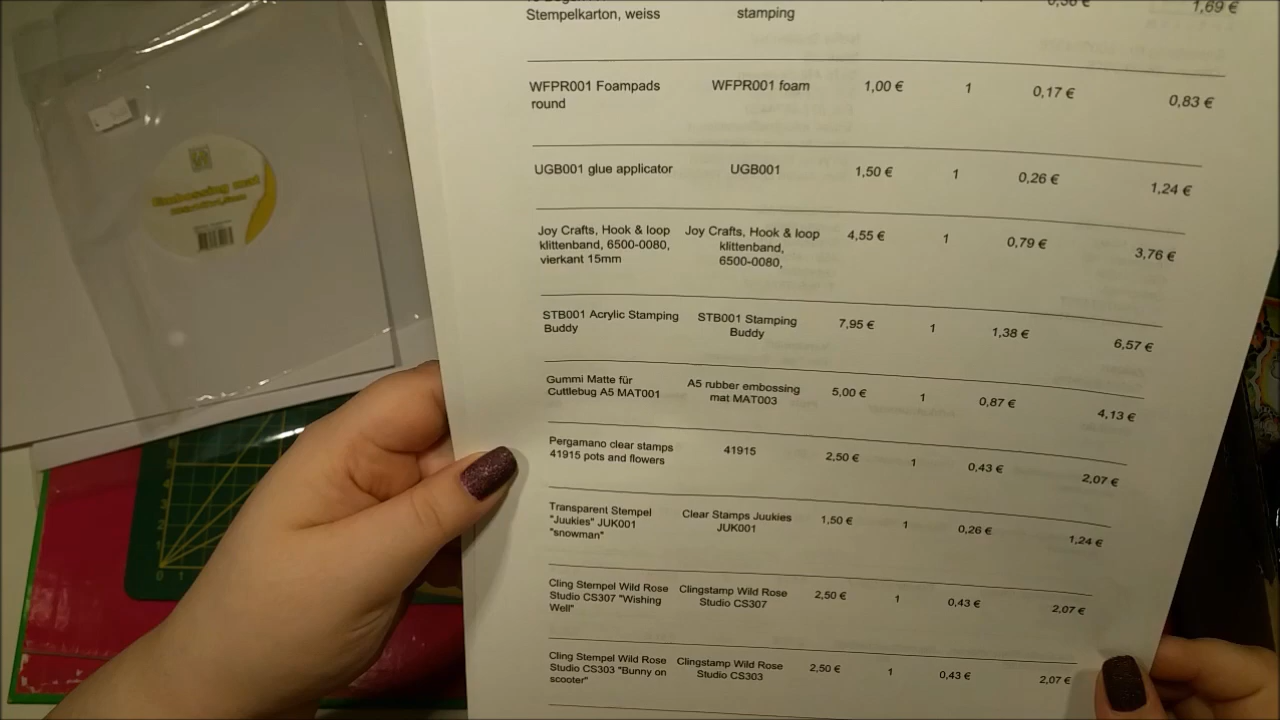 Stempelkarton, weiss
stamping
1,69 €
WFPR001 Foampads
round
WFPR001 foam
1,00 €
1
0,17 €
0,83 €
UGB001 glue applicator
UGB001
1,50 €
1
0,26 €
1,24 €
Joy Crafts, Hook & loop
klittenband, 6500-0080,
vierkant 15mm
Joy Crafts, Hook & loop
klittenband,
6500-0080,
4,55 €
1
0,79 €
3,76 €
STB001 Acrylic Stamping
Buddy
STB001 Stamping
Buddy
7,95 €
1
1,38 €
6,57 €
Gummi Matte für
Cuttlebug A5 MAT001
A5 rubber embossing
mat MAT003
5,00 €
1
0,87 €
4,13 €
Pergamano clear stamps
41915 pots and flowers
41915
2,50 €
1
0,43 €
2,07 €
Transparent Stempel
"Juukies" JUK001
"snowman"
Clear Stamps Juukies
JUK001
1,50 €
1
0,26 €
1,24 €
Cling Stempel Wild Rose
Studio CS307 "Wishing
Well"
Clingstamp Wild Rose
Studio CS307
2,50 €
1
0,43 €
2,07 €
Cling Stempel Wild Rose
Studio CS303 "Bunny on
scooter"
Clingstamp Wild Rose
Studio CS303
2,50 €
1
0,43 €
2,07 €
Embossing mat
0 1